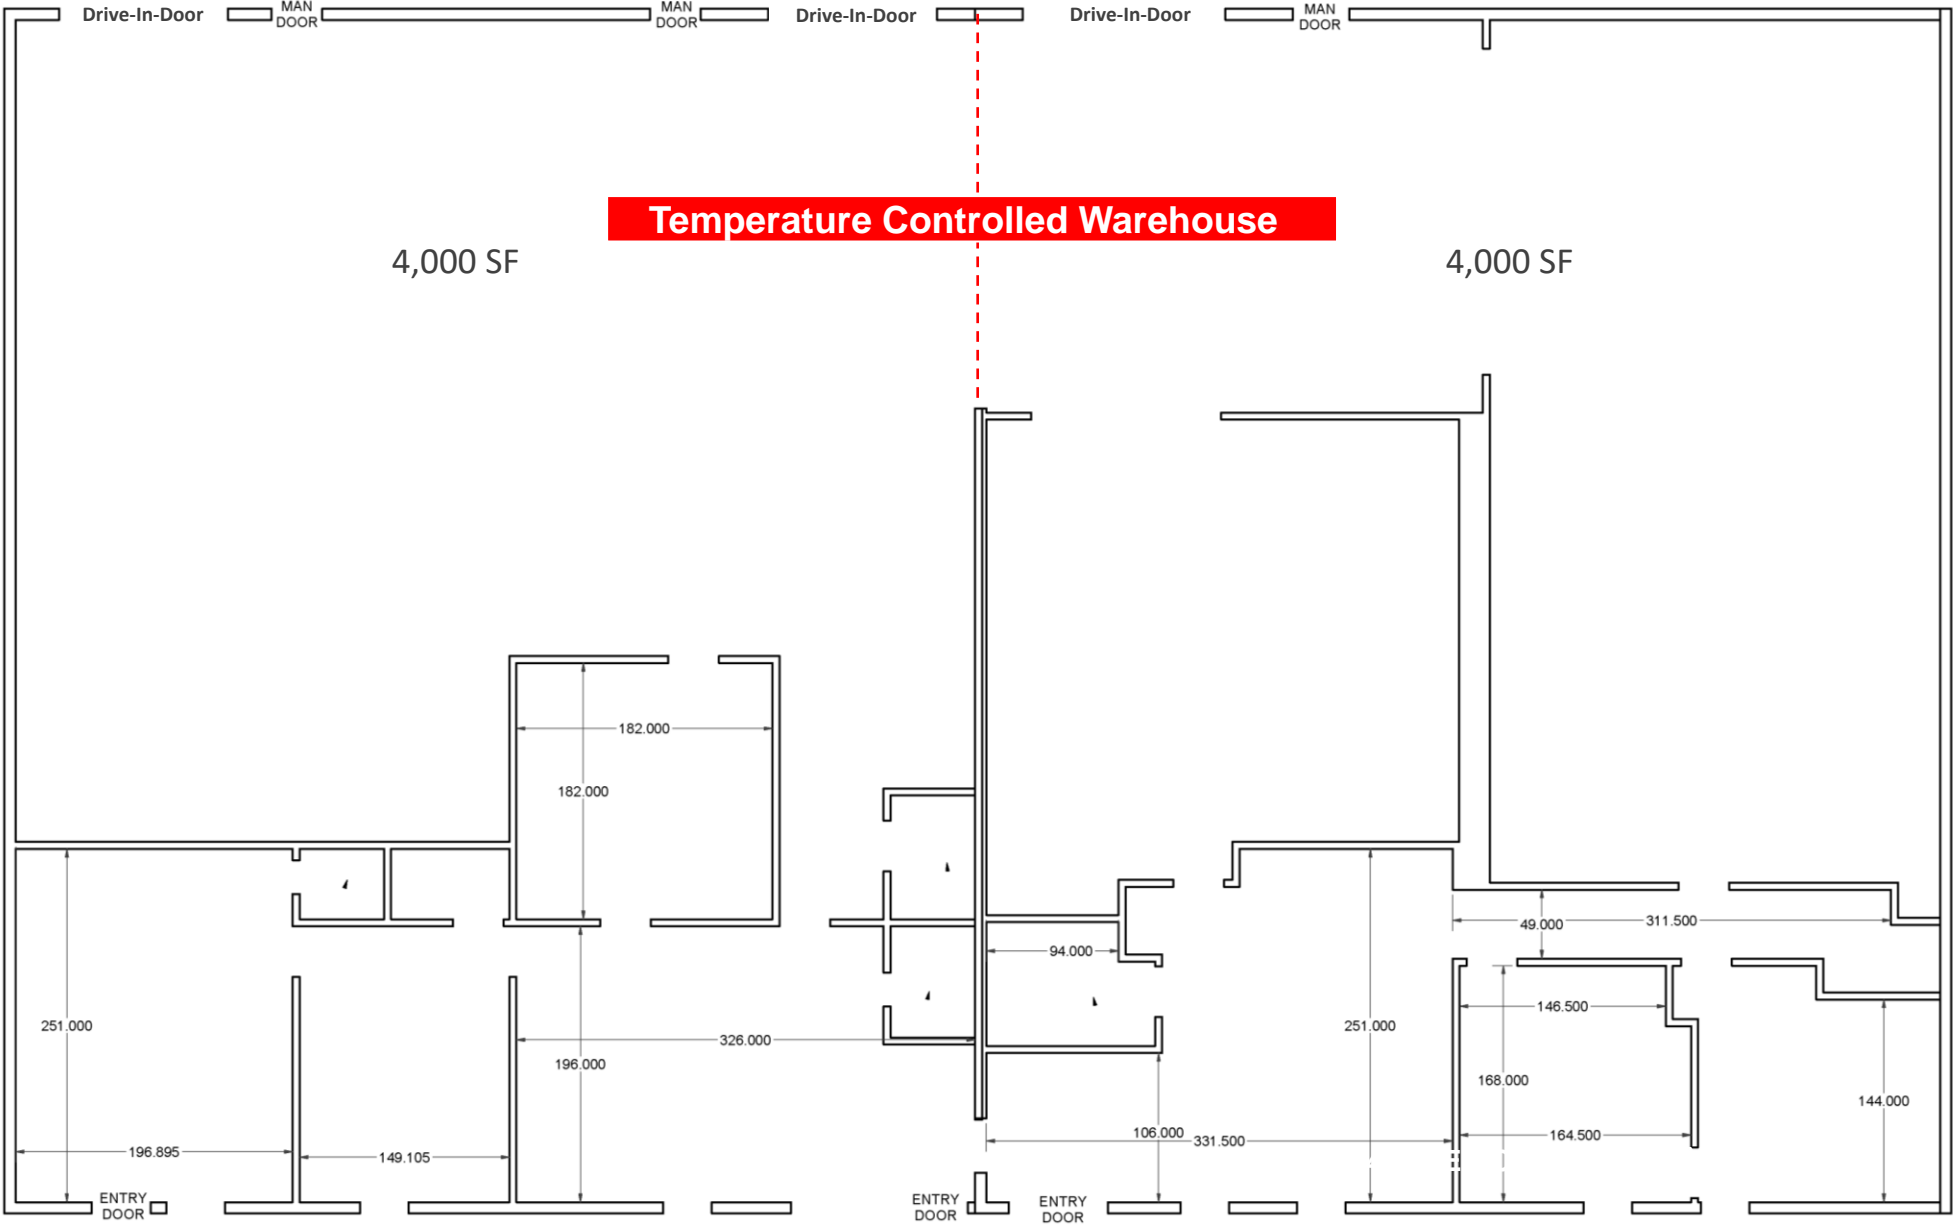 Drive-In-Door
MAN
DOOR
MAN
DOOR
Drive-In-Door
Drive-In-Door
MAN
DOOR
Temperature Controlled Warehouse
4,000 SF
4,000 SF
182.000
182.000
49.000
311.500
94.000
146.500
251.000
251.000
326.000
196.000
168.000
144.000
106.000
331.500
164.500
196.895
149.105
ENTRY
DOOR
ENTRY
DOOR
ENTRY
DOOR